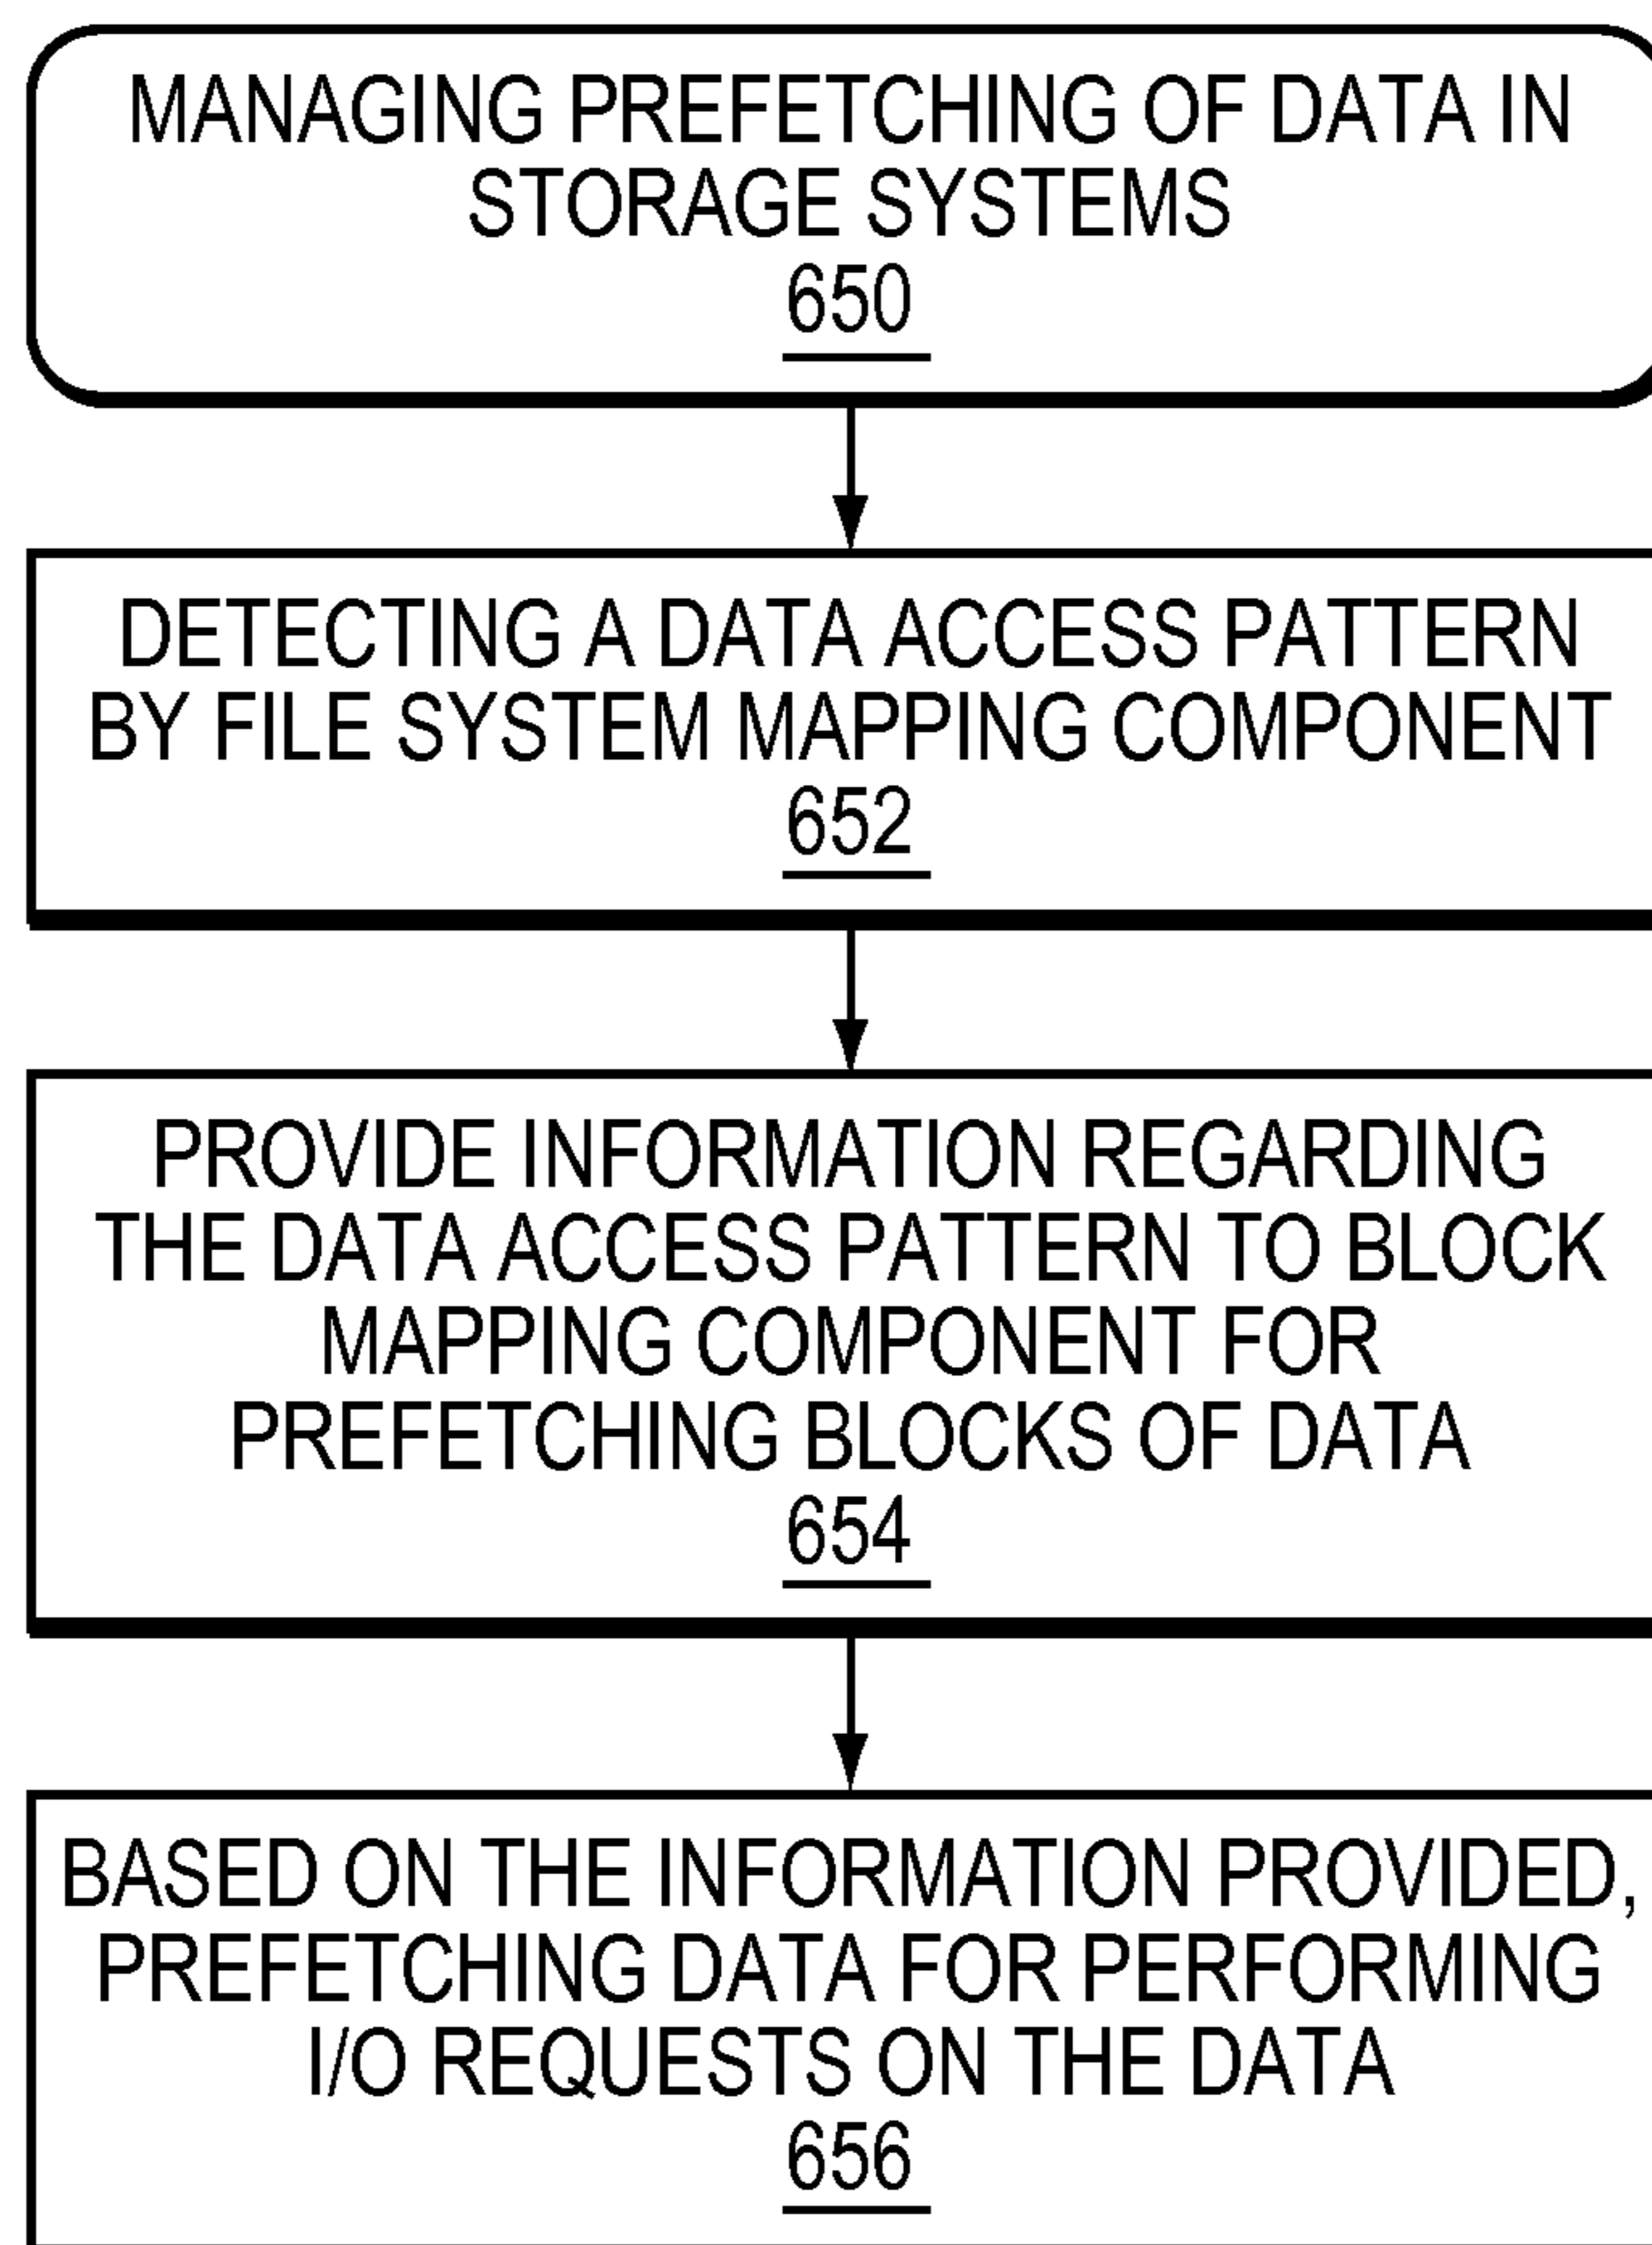 MANAGING PREFETCHING OF DATA IN
STORAGE SYSTEMS
650
DETECTING A DATA ACCESS PATTERN
BY FILE SYSTEM MAPPING COMPONENT
652
PROVIDE INFORMATION REGARDING
THE DATA ACCESS PATTERN TO BLOCK
MAPPING COMPONENT FOR
PREFETCHING BLOCKS OF DATA
654
BASED ON THE INFORMATION PROVIDED,
PREFETCHING DATA FOR PERFORMING
I/O REQUESTS ON THE DATA
656